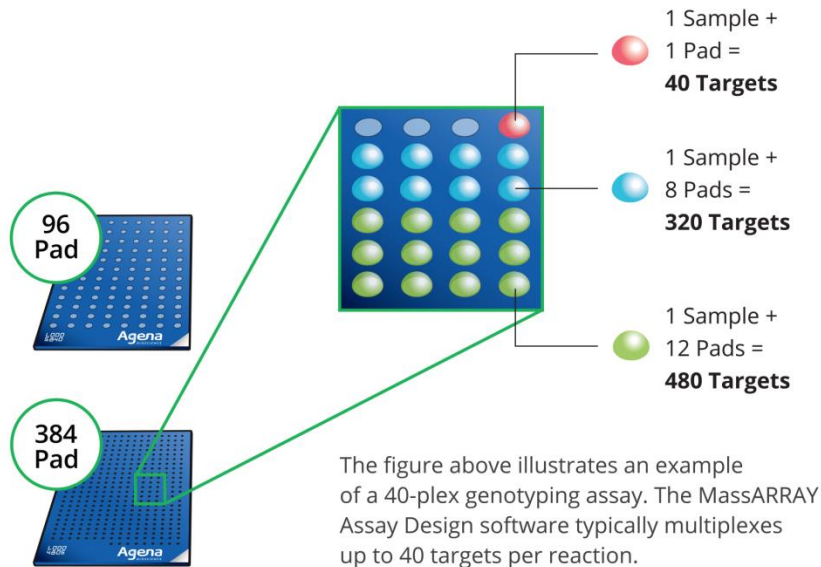 1 Sample +
1 Pad =
40 Targets
1 Sample +
8 Pads =
320 Targets
1 Sample +
12 Pads =
480 Targets
96
Pad
Agena
384
Pad
Agena
The figure above illustrates an example
of a 40-plex genotyping assay. The MassARRAY
Assay Design software typically multiplexes
up to 40 targets per reaction.